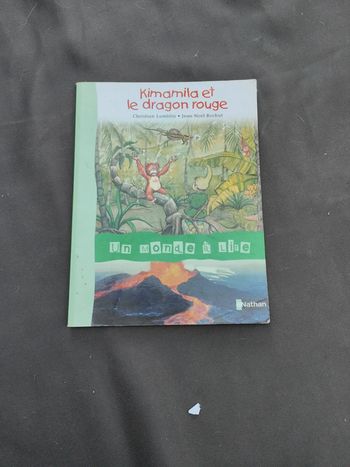 Kimamila et
le dragon rouge
Christian Lamblin • Jean-Noël Rochut
Un monde à lire
Nathan